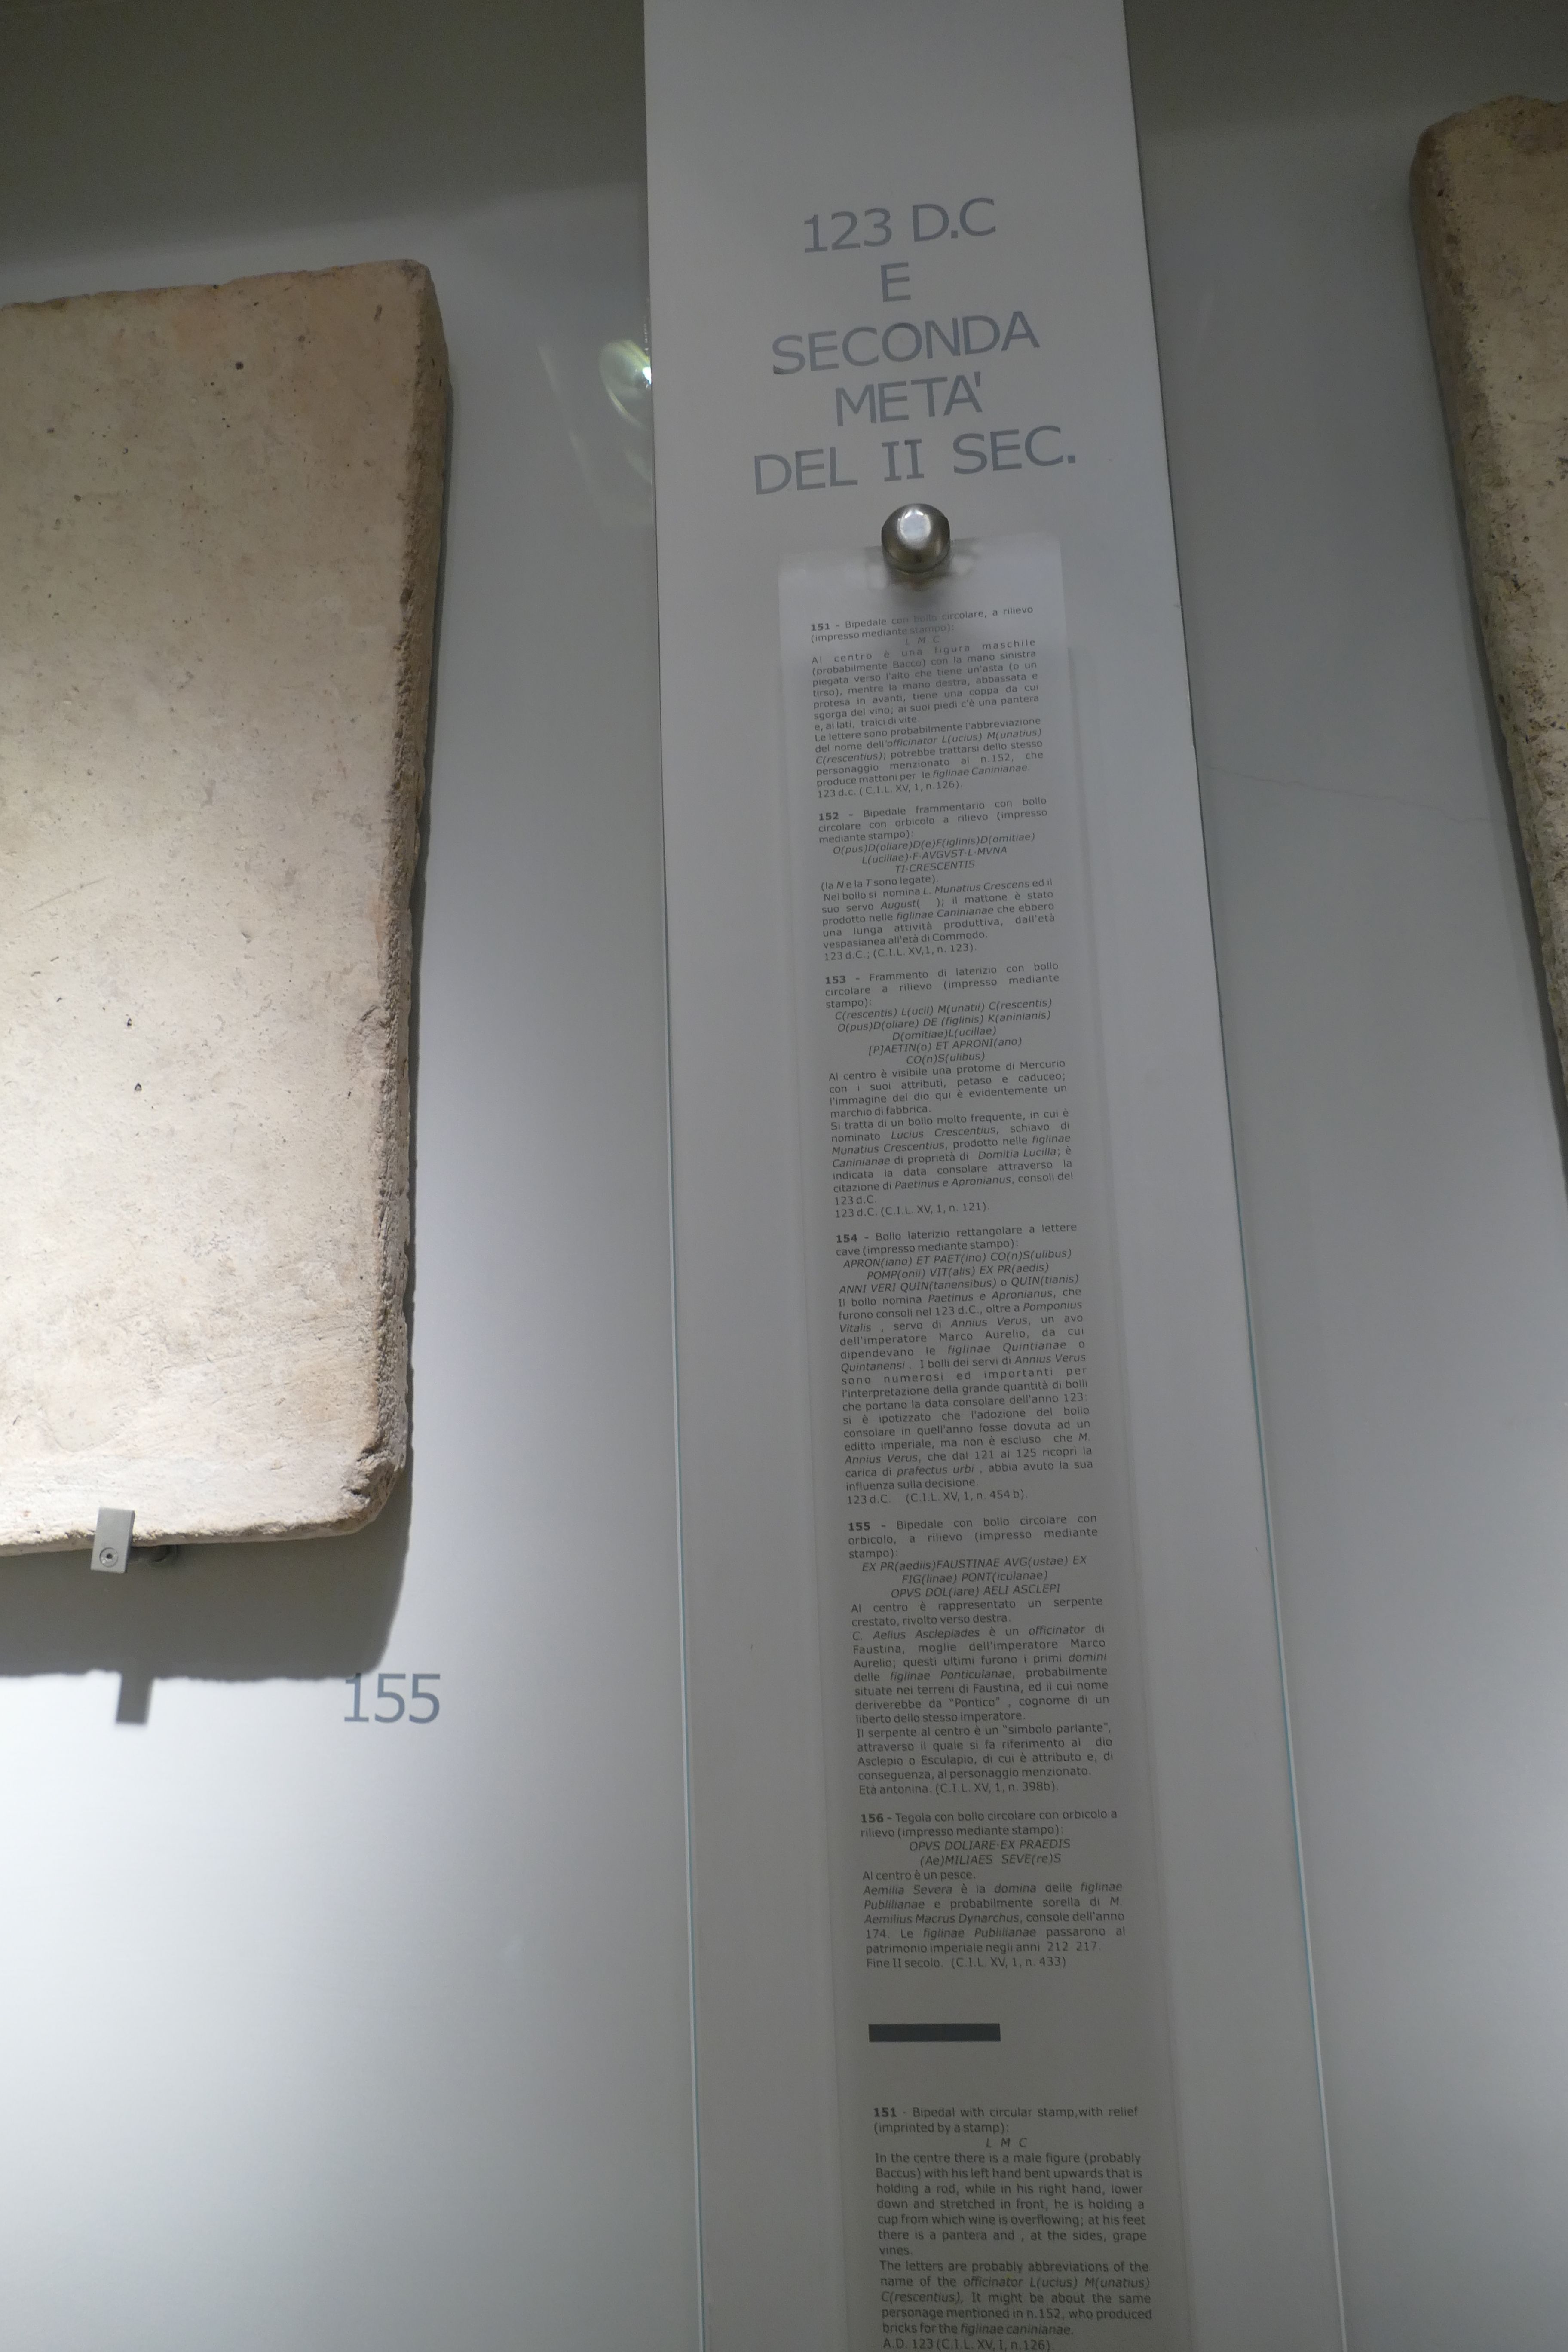 123 D.C
E
SECONDA
META'
DEL II SEC.
151 - Bipedale con bollo circolare, a rilievo
(impresso mediante stampo):
L M C
Al centro è una figura maschile
(probabilmente Bacco) con la mano sinistra
piegata verso l'alto che tiene un'asta (o un
tirso), mentre la mano destra, abbassata e
protesa in avanti, tiene una coppa da cui
sgorga del vino; ai suoi piedi c'è una pantera
e, ai lati, tralci di vite.
Le lettere sono probabilmente l'abbreviazione
del nome dell'officinator L(ucius) M(unatius)
C(rescentius); potrebbe trattarsi dello stesso
personaggio menzionato al n.152, che
produce mattoni per le figlinae Caninianae.
123 d.c. ( C.I.L. XV, 1, n.126).
152 - Bipedale frammentario con bollo
circolare con orbicolo a rilievo (impresso
mediante stampo):
O(pus)D(oliare)D(e)F(iglinis)D(omitiae)
L(ucillae)·F·AVGVST·L·MVNA
TI·CRESCENTIS
(la N e la T sono legate).
Nel bollo si nomina L. Munatius Crescens ed il
suo servo August( ); il mattone è stato
prodotto nelle figlinae Caninianae che ebbero
una lunga attività produttiva, dall'età
vespasianea all'età di Commodo.
123 d.C.; (C.I.L. XV,1, n. 123).
153 - Frammento di laterizio con bollo
circolare a rilievo (impresso mediante
stampo):
C(rescentis) L(ucii) M(unatii) C(rescentis)
O(pus)D(oliare) DE (figlinis) K(aninianis)
D(omitiae)L(ucillae)
[P]AETIN(o) ET APRONI(ano)
CO(n)S(ulibus)
Al centro è visibile una protome di Mercurio
con i suoi attributi, petaso e caduceo;
l'immagine del dio qui è evidentemente un
marchio di fabbrica.
Si tratta di un bollo molto frequente, in cui è
nominato Lucius Crescentius, schiavo di
Munatius Crescentius, prodotto nelle figlinae
Caninianae di proprietà di Domitia Lucilla; è
indicata la data consolare attraverso la
citazione di Paetinus e Apronianus, consoli del
123 d.C.
123 d.C. (C.I.L. XV, 1, n. 121).
154 - Bollo laterizio rettangolare a lettere
cave (impresso mediante stampo):
APRON(iano) ET PAET(ino) CO(n)S(ulibus)
POMP(onii) VIT(alis) EX PR(aedis)
ANNI VERI QUIN(tanensibus) o QUIN(tianis)
Il bollo nomina Paetinus e Apronianus, che
furono consoli nel 123 d.C., oltre a Pomponius
Vitalis , servo di Annius Verus, un avo
dell'imperatore Marco Aurelio, da cui
dipendevano le figlinae Quintianae o
Quintanensi . I bolli dei servi di Annius Verus
sono numerosi ed importanti per
l'interpretazione della grande quantità di bolli
che portano la data consolare dell'anno 123:
si è ipotizzato che l'adozione del bollo
consolare in quell'anno fosse dovuta ad un
editto imperiale, ma non è escluso che M.
Annius Verus, che dal 121 al 125 ricoprì la
carica di prafectus urbi , abbia avuto la sua
influenza sulla decisione.
123 d.C. (C.I.L. XV, 1, n. 454 b).
155 - Bipedale con bollo circolare con
orbicolo, a rilievo (impresso mediante
stampo):
EX PR(aediis)FAUSTINAE AVG(ustae) EX
FIG(linae) PONT(iculanae)
OPVS DOL(iare) AELI ASCLEPI
Al centro è rappresentato un serpente
crestato, rivolto verso destra.
C. Aelius Asclepiades è un officinator di
Faustina, moglie dell'imperatore Marco
Aurelio; questi ultimi furono i primi domini
delle figlinae Ponticulanae, probabilmente
situate nei terreni di Faustina, ed il cui nome
deriverebbe da "Pontico" , cognome di un
liberto dello stesso imperatore.
Il serpente al centro è un "simbolo parlante",
attraverso il quale si fa riferimento al dio
Asclepio o Esculapio, di cui è attributo e, di
conseguenza, al personaggio menzionato.
Età antonina. (C.I.L. XV, 1, n. 398b).
156 - Tegola con bollo circolare con orbicolo a
rilievo (impresso mediante stampo):
OPVS DOLIARE·EX PRAEDIS
(Ae)MILIAES SEVE(re)S
Al centro è un pesce.
Aemilia Severa è la domina delle figlinae
Publilianae e probabilmente sorella di M.
Aemilius Macrus Dynarchus, console dell'anno
174. Le figlinae Publilianae passarono al
patrimonio imperiale negli anni 212 217.
Fine II secolo. (C.I.L. XV, 1, n. 433)
151 - Bipedal with circular stamp,with relief
(imprinted by a stamp):
L M C
In the centre there is a male figure (probably
Baccus) with his left hand bent upwards that is
holding a rod, while in his right hand, lower
down and stretched in front, he is holding a
cup from which wine is overflowing; at his feet
there is a pantera and , at the sides, grape
vines.
The letters are probably abbreviations of the
name of the officinator L(ucius) M(unatius)
C(rescentius), It might be about the same
personage mentioned in n.152, who produced
bricks for the figlinae caninianae.
A.D. 123 (C.I.L. XV, I, n.126).
155